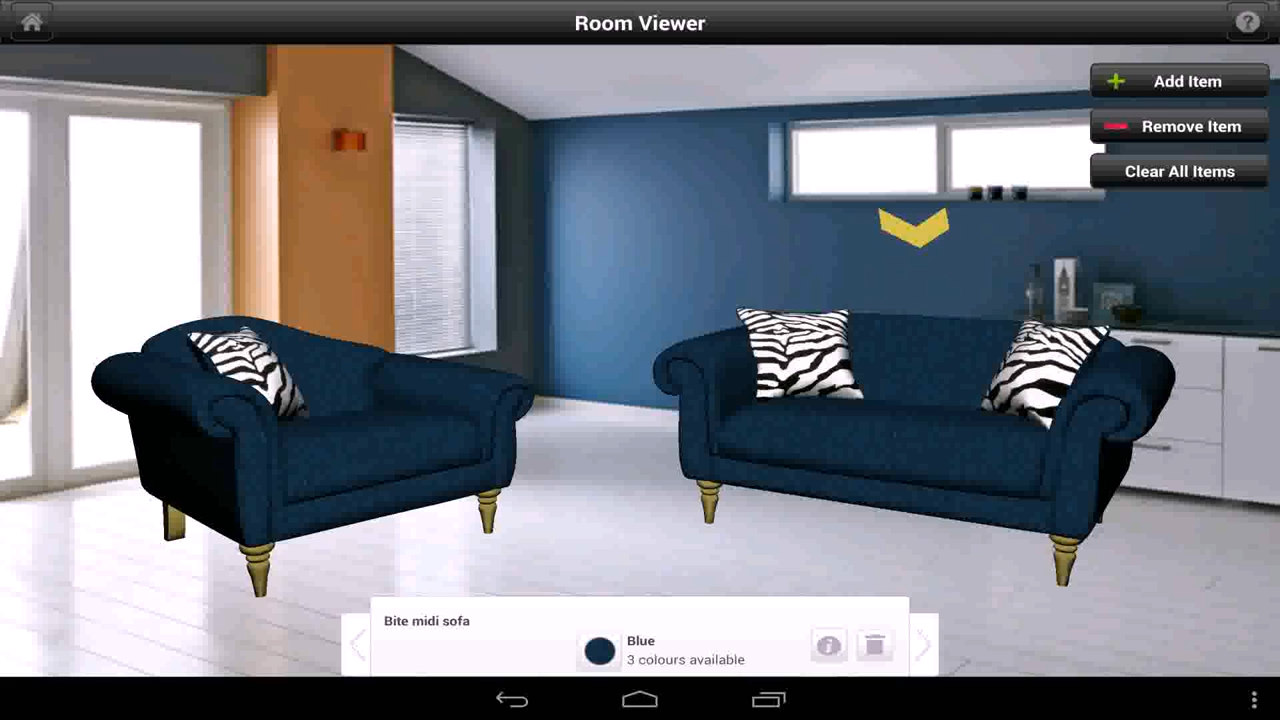 Room Viewer
Add Item
Remove Item
Clear All Items
Bite midi sofa
Blue
3 colours available